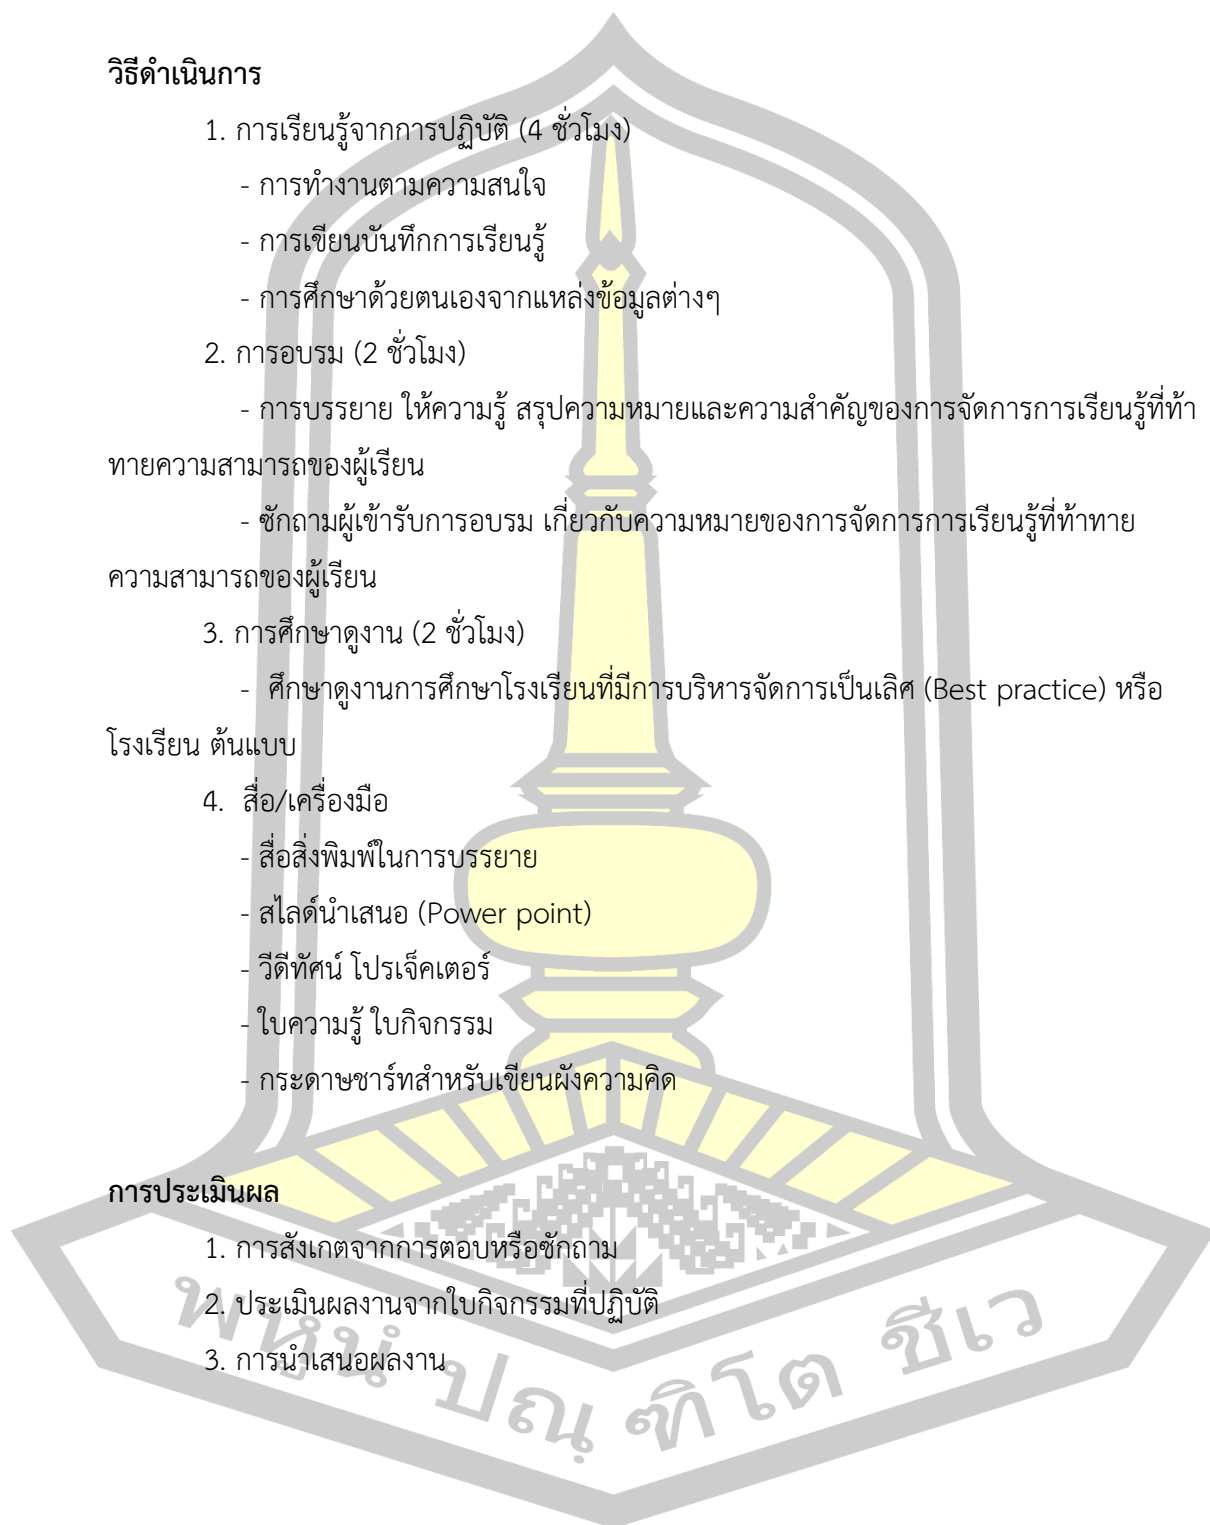 วิธีดำเนินการ
1. การเรียนรู้จากการปฏิบัติ (4 ชั่วโมง)
- การทำงานตามความสนใจ
- การเขียนบันทึกการเรียนรู้
- การศึกษาด้วยตนเองจากแหล่งข้อมูลต่างๆ
2. การอบรม (2 ชั่วโมง)
- การบรรยาย ให้ความรู้ สรุปความหมายและความสำคัญของการจัดการการเรียนรู้ที่ท้า
ทายความสามารถของผู้เรียน
- ซักถามผู้เข้ารับการอบรม เกี่ยวกับความหมายของการจัดการการเรียนรู้ที่ท้าทาย
ความสามารถของผู้เรียน
3. การศึกษาดูงาน (2 ชั่วโมง)
- ศึกษาดูงานการศึกษาโรงเรียนที่มีการบริหารจัดการเป็นเลิศ (Best practice) หรือ
โรงเรียน ต้นแบบ
4. สื่อ/เครื่องมือ
- สื่อสิ่งพิมพ์ในการบรรยาย
- สไลด์นำเสนอ (Power point)
- วีดีทัศน์ โปรเจ็คเตอร์
- ใบความรู้ ใบกิจกรรม
- กระดาษชาร์ทสำหรับเขียนผังความคิด
การประเมินผล
1. การสังเกตจากการตอบหรือซักถาม
2. ประเมินผลงานจากใบกิจกรรมที่ปฏิบัติ
3. การนำเสนอผลงาน
พหูนํ ปณฺฑิโต ชีเว